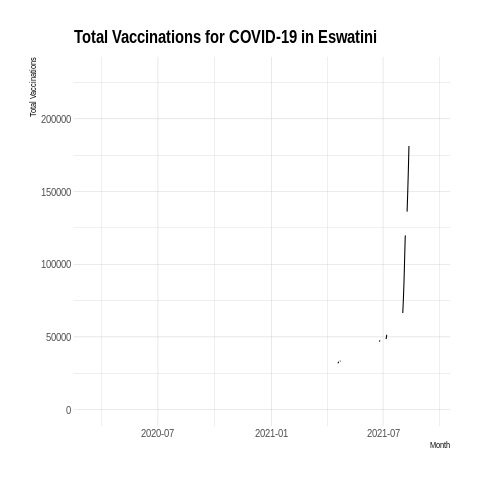 Total Vaccinations for COVID-19 in Eswatini
Total Vaccinations
200000
150000
100000
50000
0
2020-07
2021-01
2021-07
Month